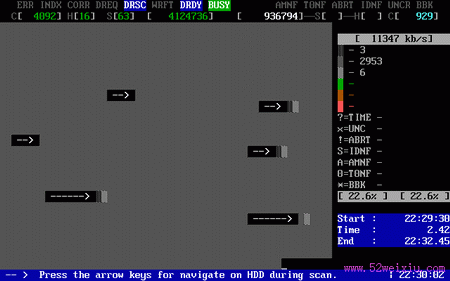 ERR INDX CORR DREQ DRSC WRFT DRDY BUSY AMNF TONF ABRT IDNF UNCR BBK
C[ 4092] H[16] S[63] [ 4124736] [ 936794]—S[ ]—H[ ] C[ 929]
[ 11347 kb/s]
- 3
- 2953
- 6
-
-
-
-->
-->
?=TIME -
x=UNC -
-->
!=ABRT -
-->
S=IDNF -
A=AMNF -
O=TONF -
*=BBK -
------>
[ 22.6% ] [ 22.6% ]
------>
Start : 22:29:30
Time : 2.42
End : 22:32.45
www.52weixiu.com
-- > Press the arrow keys for navigate on HDD during scan. [ 22:30:02